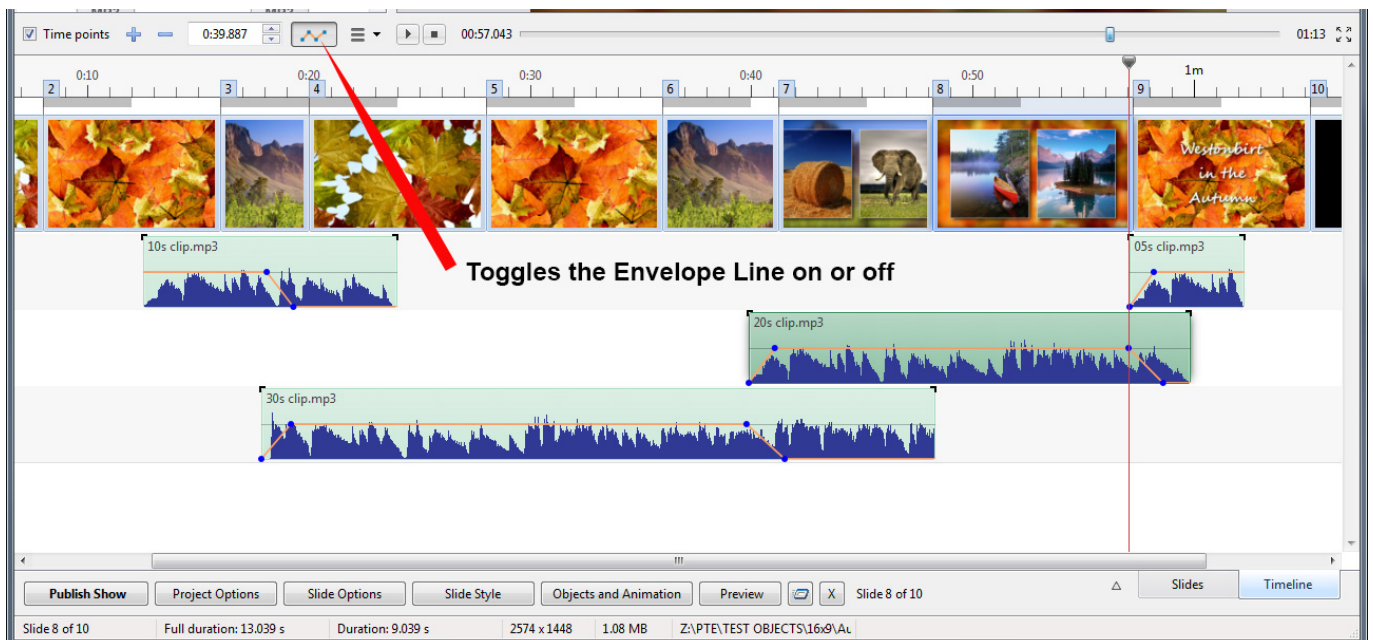 Time points 0:39.887 00:57.043 01:13
0:10 0:20 0:30 0:40 0:50 1m
2 3 4 5 6 7 8 9 10
Westonbirt
in the
Autumn
10s clip.mp3 05s clip.mp3
Toggles the Envelope Line on or off
20s clip.mp3
30s clip.mp3
Publish Show Project Options Slide Options Slide Style Objects and Animation Preview X Slide 8 of 10 Slides Timeline
Slide 8 of 10 Full duration: 13.039 s Duration: 9.039 s 2574 x 1448 1.08 MB Z:\PTE\TEST OBJECTS\16x9\Au